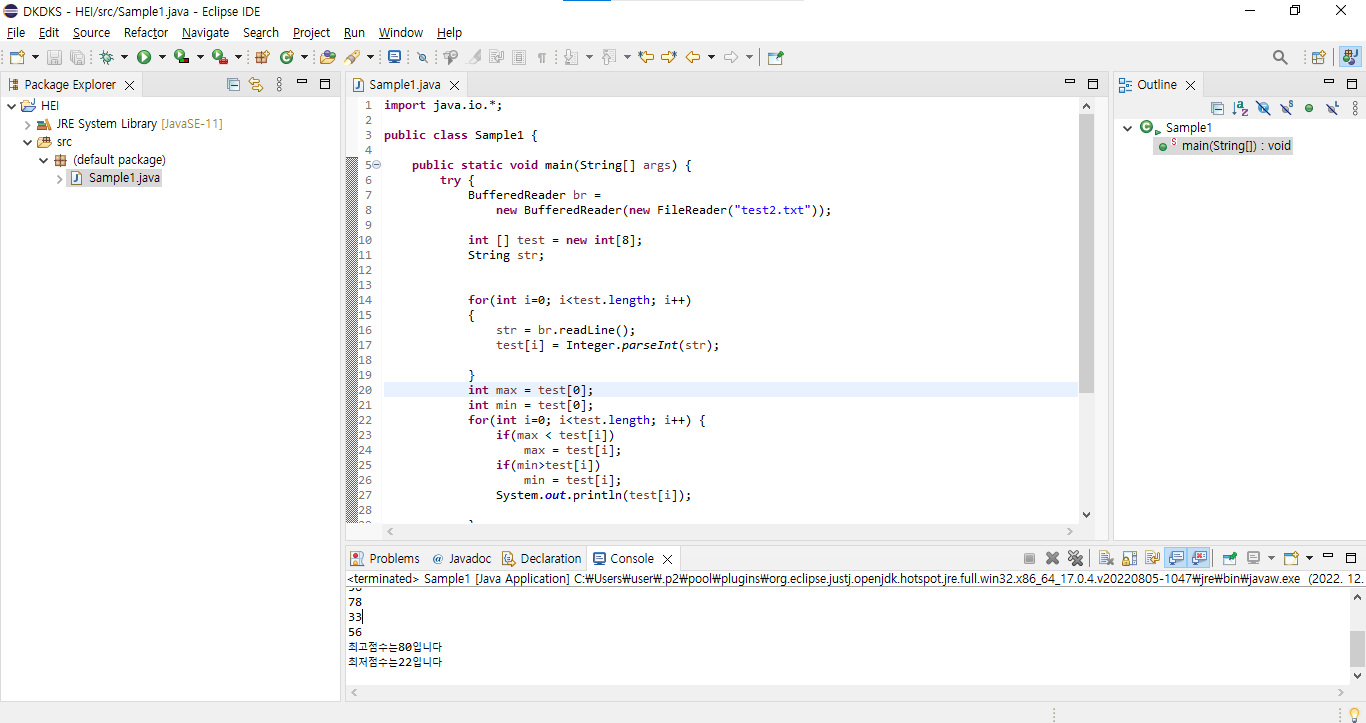 DKDKS - HEI/src/Sample1.java - Eclipse IDE
File Edit Source Refactor Navigate Search Project Run Window Help
Package Explorer
HEI
JRE System Library [JavaSE-11]
src
(default package)
Sample1.java
Sample1.java
1 import java.io.*;
2
3 public class Sample1 {
4
5 public static void main(String[] args) {
6 try {
7 BufferedReader br =
8 new BufferedReader(new FileReader("test2.txt"));
9
10 int [] test = new int[8];
11 String str;
12
13
14 for(int i=0; i<test.length; i++)
15 {
16 str = br.readLine();
17 test[i] = Integer.parseInt(str);
18
19 }
20 int max = test[0];
21 int min = test[0];
22 for(int i=0; i<test.length; i++) {
23 if(max < test[i])
24 max = test[i];
25 if(min>test[i])
26 min = test[i];
27 System.out.println(test[i]);
28
Outline
Sample1
main(String[]) : void
Problems @ Javadoc Declaration Console
<terminated> Sample1 [Java Application] C:₩Users₩user₩.p2₩pool₩plugins₩org.eclipse.justj.openjdk.hotspot.jre.full.win32.x86_64_17.0.4.v20220805-1047₩jre₩bin₩javaw.exe (2022. 12.
78
33
56
최고점수는80입니다
최저점수는22입니다